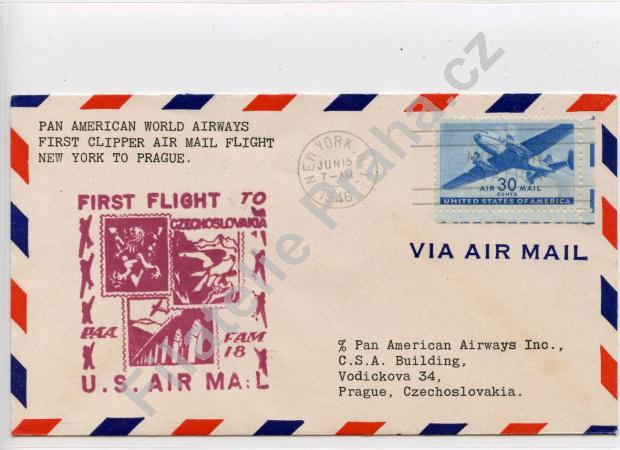 PAN AMERICAN WORLD AIRWAYS
FIRST CLIPPER AIR MAIL FLIGHT
NEW YORK TO PRAGUE.
NEW YORK
JUN 15
7-AM
1946
AIR 30 MAIL
CENTS
UNITED STATES OF AMERICA
FIRST FLIGHT TO
CZECHOSLOVAKIA
PAA
FAM
18
U.S. AIR MAIL
VIA AIR MAIL
% Pan American Airways Inc.,
C.S.A. Building,
Vodickova 34,
Prague, Czechoslovakia.
Filatelie Praha.cz